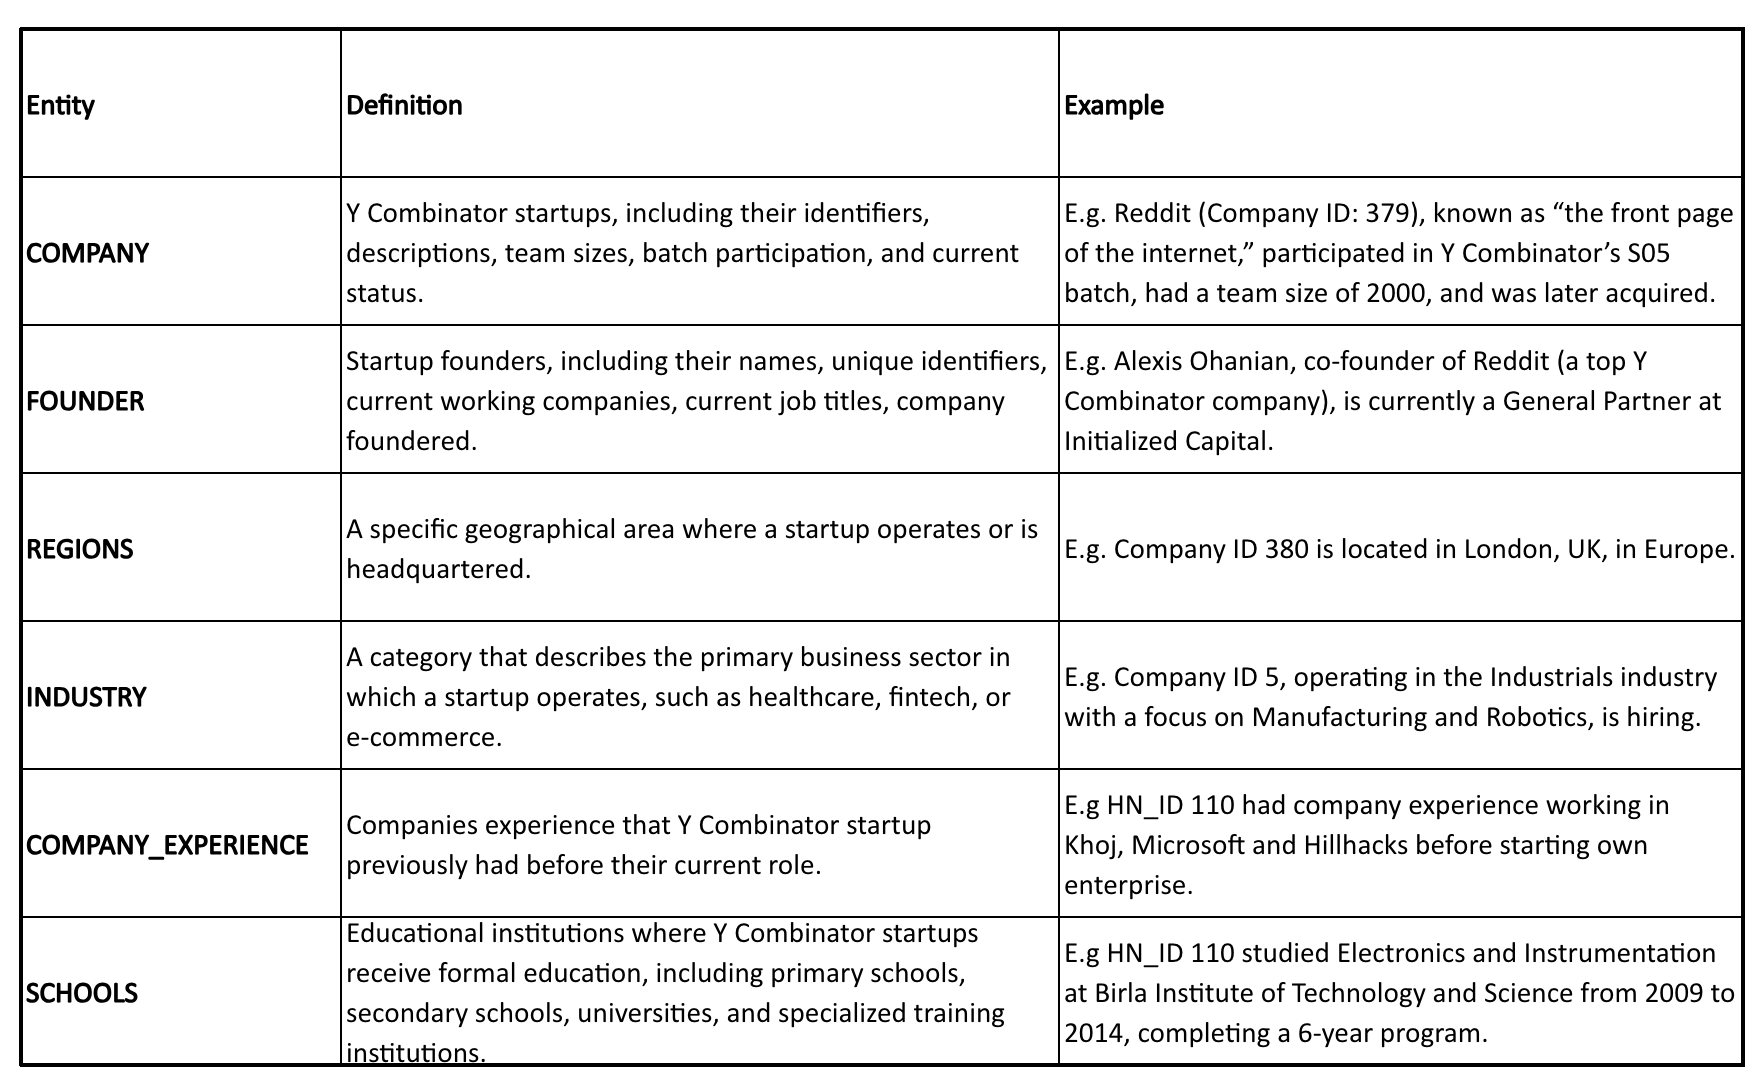 Entity
Definition
Example
COMPANY
Y Combinator startups, including their identifiers,
descriptions, team sizes, batch participation, and current
status.
E.g. Reddit (Company ID: 379), known as “the front page
of the internet,” participated in Y Combinator’s S05
batch, had a team size of 2000, and was later acquired.
FOUNDER
Startup founders, including their names, unique identifiers,
current working companies, current job titles, company
foundered.
E.g. Alexis Ohanian, co-founder of Reddit (a top Y
Combinator company), is currently a General Partner at
Initialized Capital.
REGIONS
A specific geographical area where a startup operates or is
headquartered.
E.g. Company ID 380 is located in London, UK, in Europe.
INDUSTRY
A category that describes the primary business sector in
which a startup operates, such as healthcare, fintech, or
e-commerce.
E.g. Company ID 5, operating in the Industrials industry
with a focus on Manufacturing and Robotics, is hiring.
COMPANY_EXPERIENCE
Companies experience that Y Combinator startup
previously had before their current role.
E.g HN_ID 110 had company experience working in
Khoj, Microsoft and Hillhacks before starting own
enterprise.
SCHOOLS
Educational institutions where Y Combinator startups
receive formal education, including primary schools,
secondary schools, universities, and specialized training
institutions.
E.g HN_ID 110 studied Electronics and Instrumentation
at Birla Institute of Technology and Science from 2009 to
2014, completing a 6-year program.